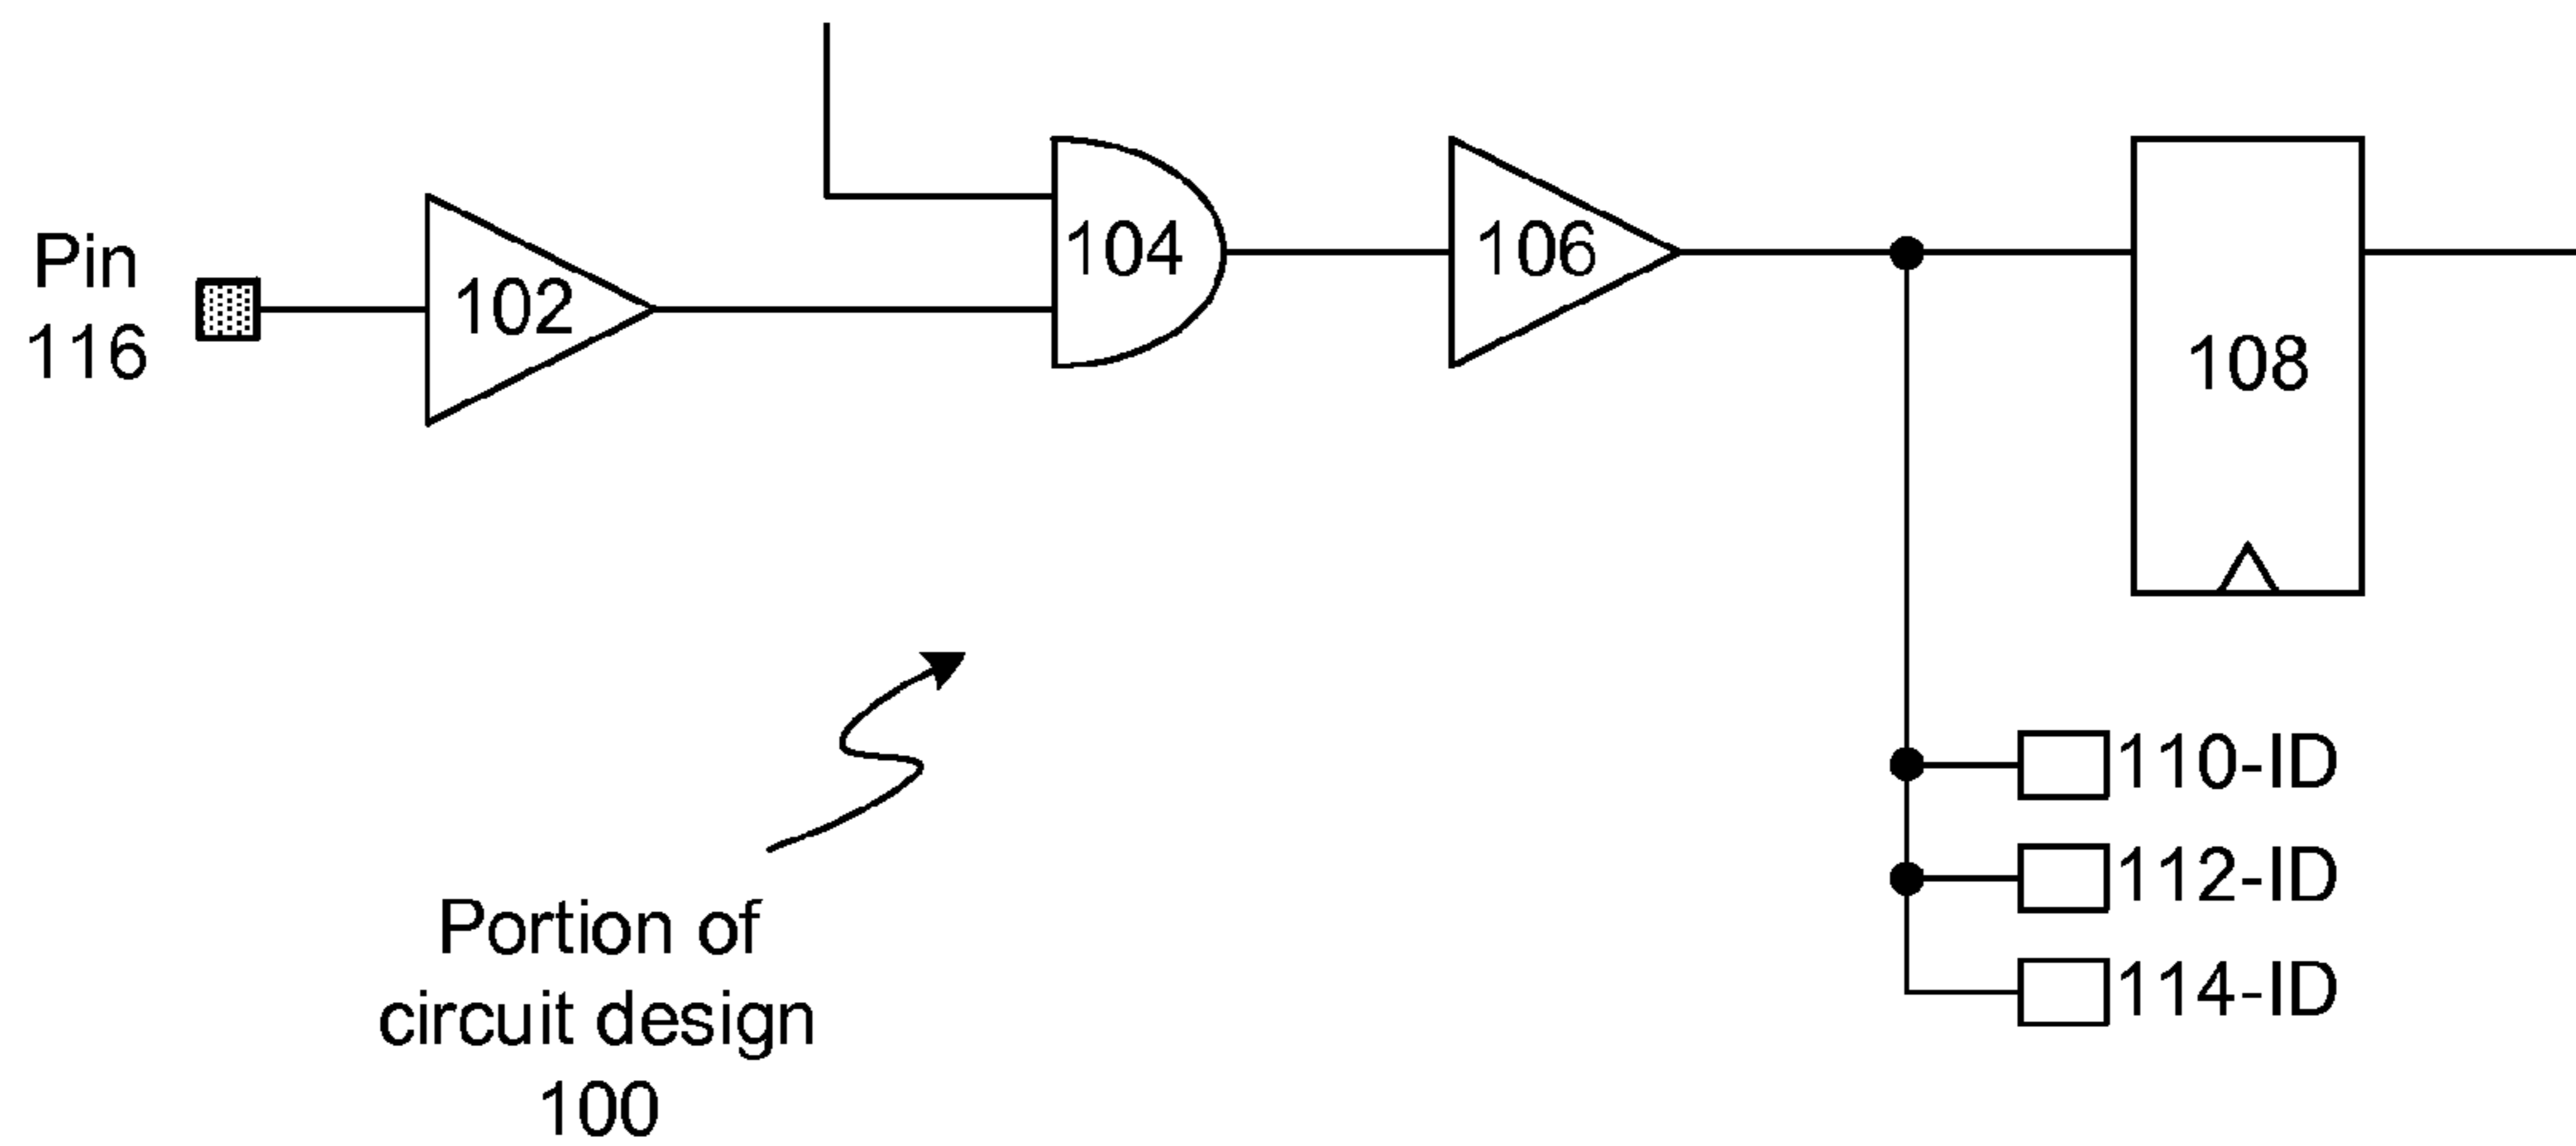 Pin
116
102
104
106
108
110-ID
112-ID
114-ID
Portion of
circuit design
100